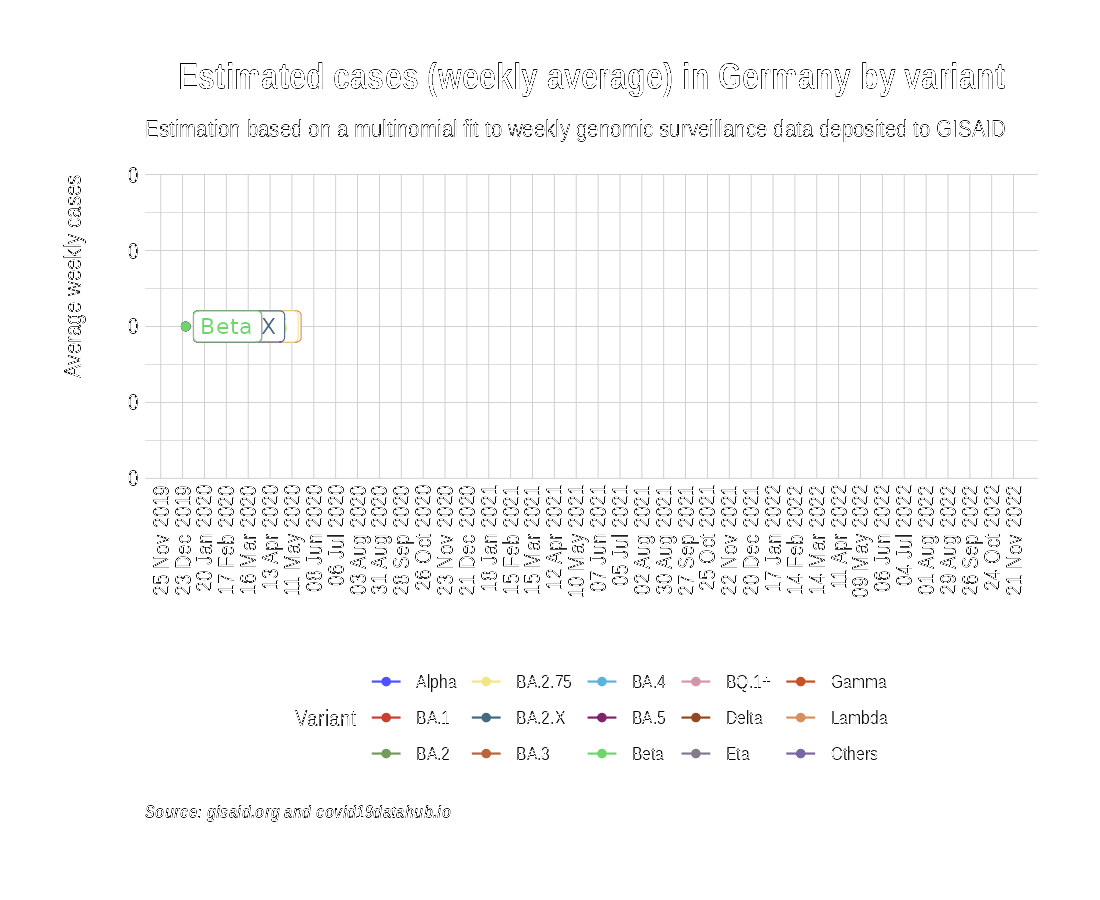 Estimated cases (weekly average) in Germany by variant
Estimation based on a multinomial fit to weekly genomic surveillance data deposited to GISAID
Average weekly cases
0
0
0
0
0
Beta
X
25 Nov 2019
23 Dec 2019
20 Jan 2020
17 Feb 2020
16 Mar 2020
13 Apr 2020
11 May 2020
08 Jun 2020
06 Jul 2020
03 Aug 2020
31 Aug 2020
28 Sep 2020
26 Oct 2020
23 Nov 2020
21 Dec 2020
18 Jan 2021
15 Feb 2021
15 Mar 2021
12 Apr 2021
10 May 2021
07 Jun 2021
05 Jul 2021
02 Aug 2021
30 Aug 2021
27 Sep 2021
25 Oct 2021
22 Nov 2021
20 Dec 2021
17 Jan 2022
14 Feb 2022
14 Mar 2022
11 Apr 2022
09 May 2022
06 Jun 2022
04 Jul 2022
01 Aug 2022
29 Aug 2022
26 Sep 2022
24 Oct 2022
21 Nov 2022
Variant
Alpha
BA.1
BA.2
BA.2.75
BA.2.X
BA.3
BA.4
BA.5
Beta
BQ.1+
Delta
Eta
Gamma
Lambda
Others
Source: gisaid.org and covid19datahub.io